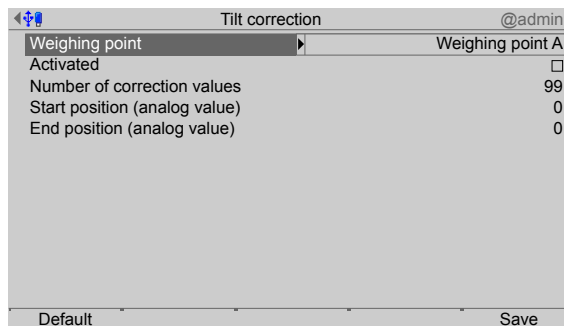 Tilt correction @admin
Weighing point Weighing point A
Activated
Number of correction values 99
Start position (analog value) 0
End position (analog value) 0
Default Save